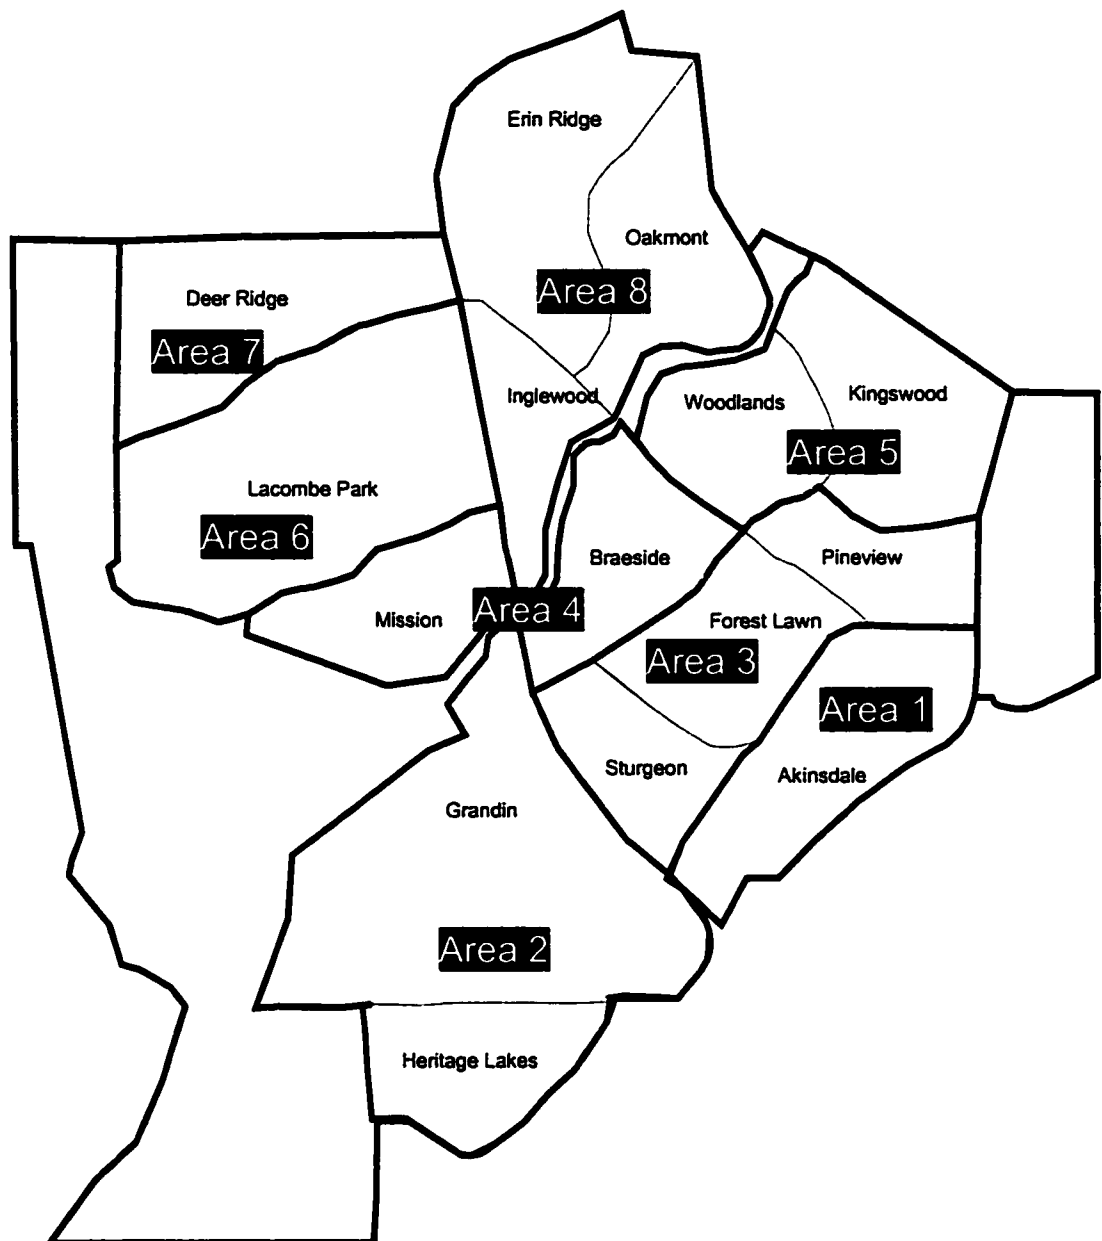 Erin Ridge
Oakmont
Area 8
Deer Ridge
Area 7
Inglewood
Woodlands
Kingswood
Area 5
Lacombe Park
Area 6
Braeside
Pineview
Mission
Area 4
Forest Lawn
Area 3
Area 1
Sturgeon
Akinsdale
Grandin
Area 2
Heritage Lakes